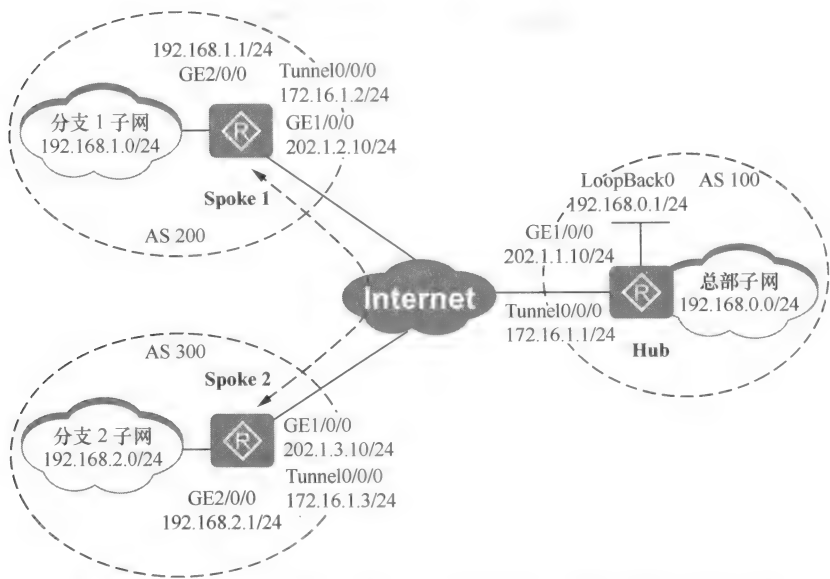 192.168.1.1/24
GE2/0/0
Tunnel0/0/0
172.16.1.2/24
分支 1 子网
192.168.1.0/24
R
GE1/0/0
202.1.2.10/24
Spoke 1
AS 200
LoopBack0
192.168.0.1/24
AS 100
GE1/0/0
202.1.1.10/24
Internet
R
总部子网
192.168.0.0/24
Tunnel0/0/0
172.16.1.1/24
Hub
AS 300
Spoke 2
分支 2 子网
192.168.2.0/24
R
GE1/0/0
202.1.3.10/24
Tunnel0/0/0
172.16.1.3/24
GE2/0/0
192.168.2.1/24